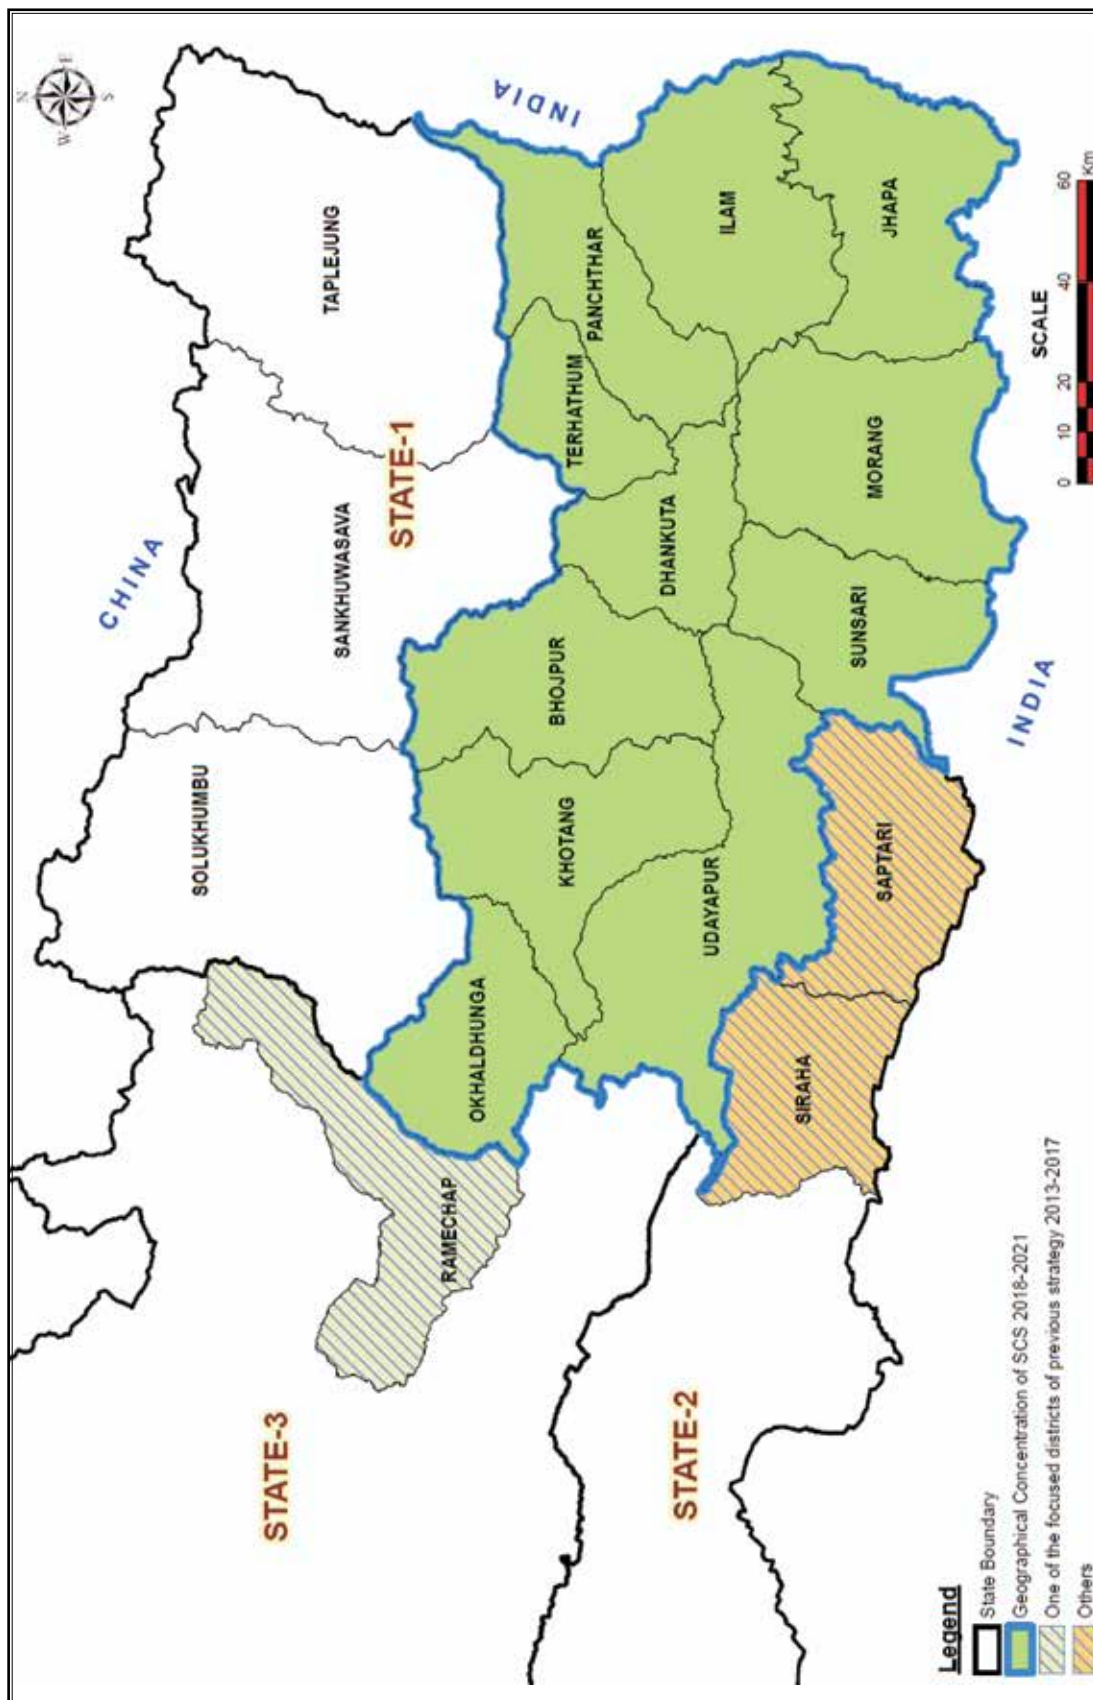 N
E
S
W
CHINA
INDIA
TAPLEJUNG
SOLUKHUMBU
SANKHUWASAVA
STATE-1
STATE-3
RAMECHAP
OKHALDHUNGA
KHOTANG
BHOJPUR
TERHATHUM
PANCHTHAR
DHANKUTA
ILAM
UDAYAPUR
STATE-2
SIRAHA
SAPTARI
SUNSARI
MORANG
JHAPA
INDIA
SCALE
0 10 20 40 60
Km
Legend
State Boundary
Geographical Concentration of SCS 2018-2021
One of the focused districts of previous strategy 2013-2017
Others